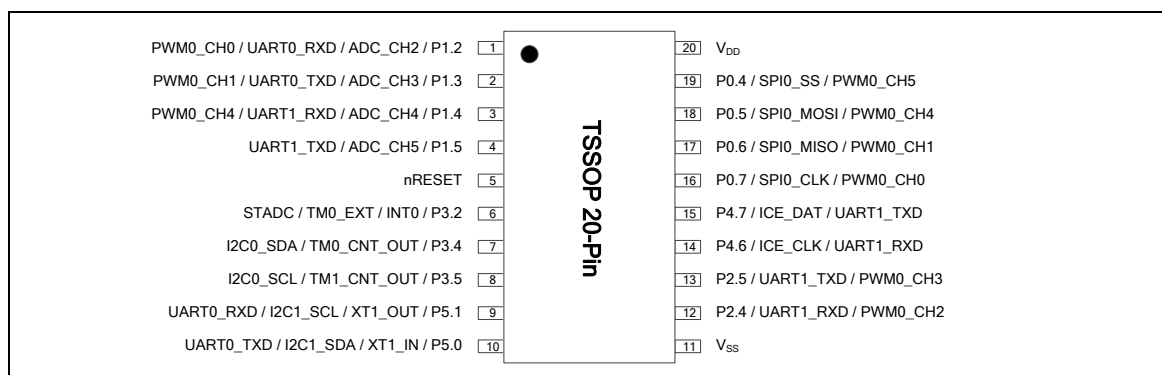 PWM0_CH0 / UART0_RXD / ADC_CH2 / P1.2 1
PWM0_CH1 / UART0_TXD / ADC_CH3 / P1.3 2
PWM0_CH4 / UART1_RXD / ADC_CH4 / P1.4 3
UART1_TXD / ADC_CH5 / P1.5 4
nRESET 5
STADC / TM0_EXT / INT0 / P3.2 6
I2C0_SDA / TM0_CNT_OUT / P3.4 7
I2C0_SCL / TM1_CNT_OUT / P3.5 8
UART0_RXD / I2C1_SCL / XT1_OUT / P5.1 9
UART0_TXD / I2C1_SDA / XT1_IN / P5.0 10
TSSOP 20-Pin
20 VDD
19 P0.4 / SPI0_SS / PWM0_CH5
18 P0.5 / SPI0_MOSI / PWM0_CH4
17 P0.6 / SPI0_MISO / PWM0_CH1
16 P0.7 / SPI0_CLK / PWM0_CH0
15 P4.7 / ICE_DAT / UART1_TXD
14 P4.6 / ICE_CLK / UART1_RXD
13 P2.5 / UART1_TXD / PWM0_CH3
12 P2.4 / UART1_RXD / PWM0_CH2
11 VSS